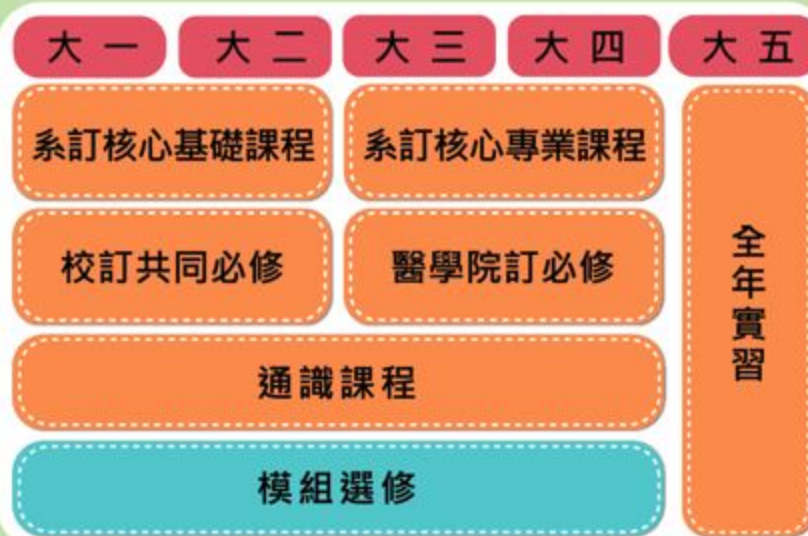 大一 大二 大三 大四 大五
系訂核心基礎課程 系訂核心專業課程
校訂共同必修 醫學院訂必修
通識課程
模組選修
全年實習